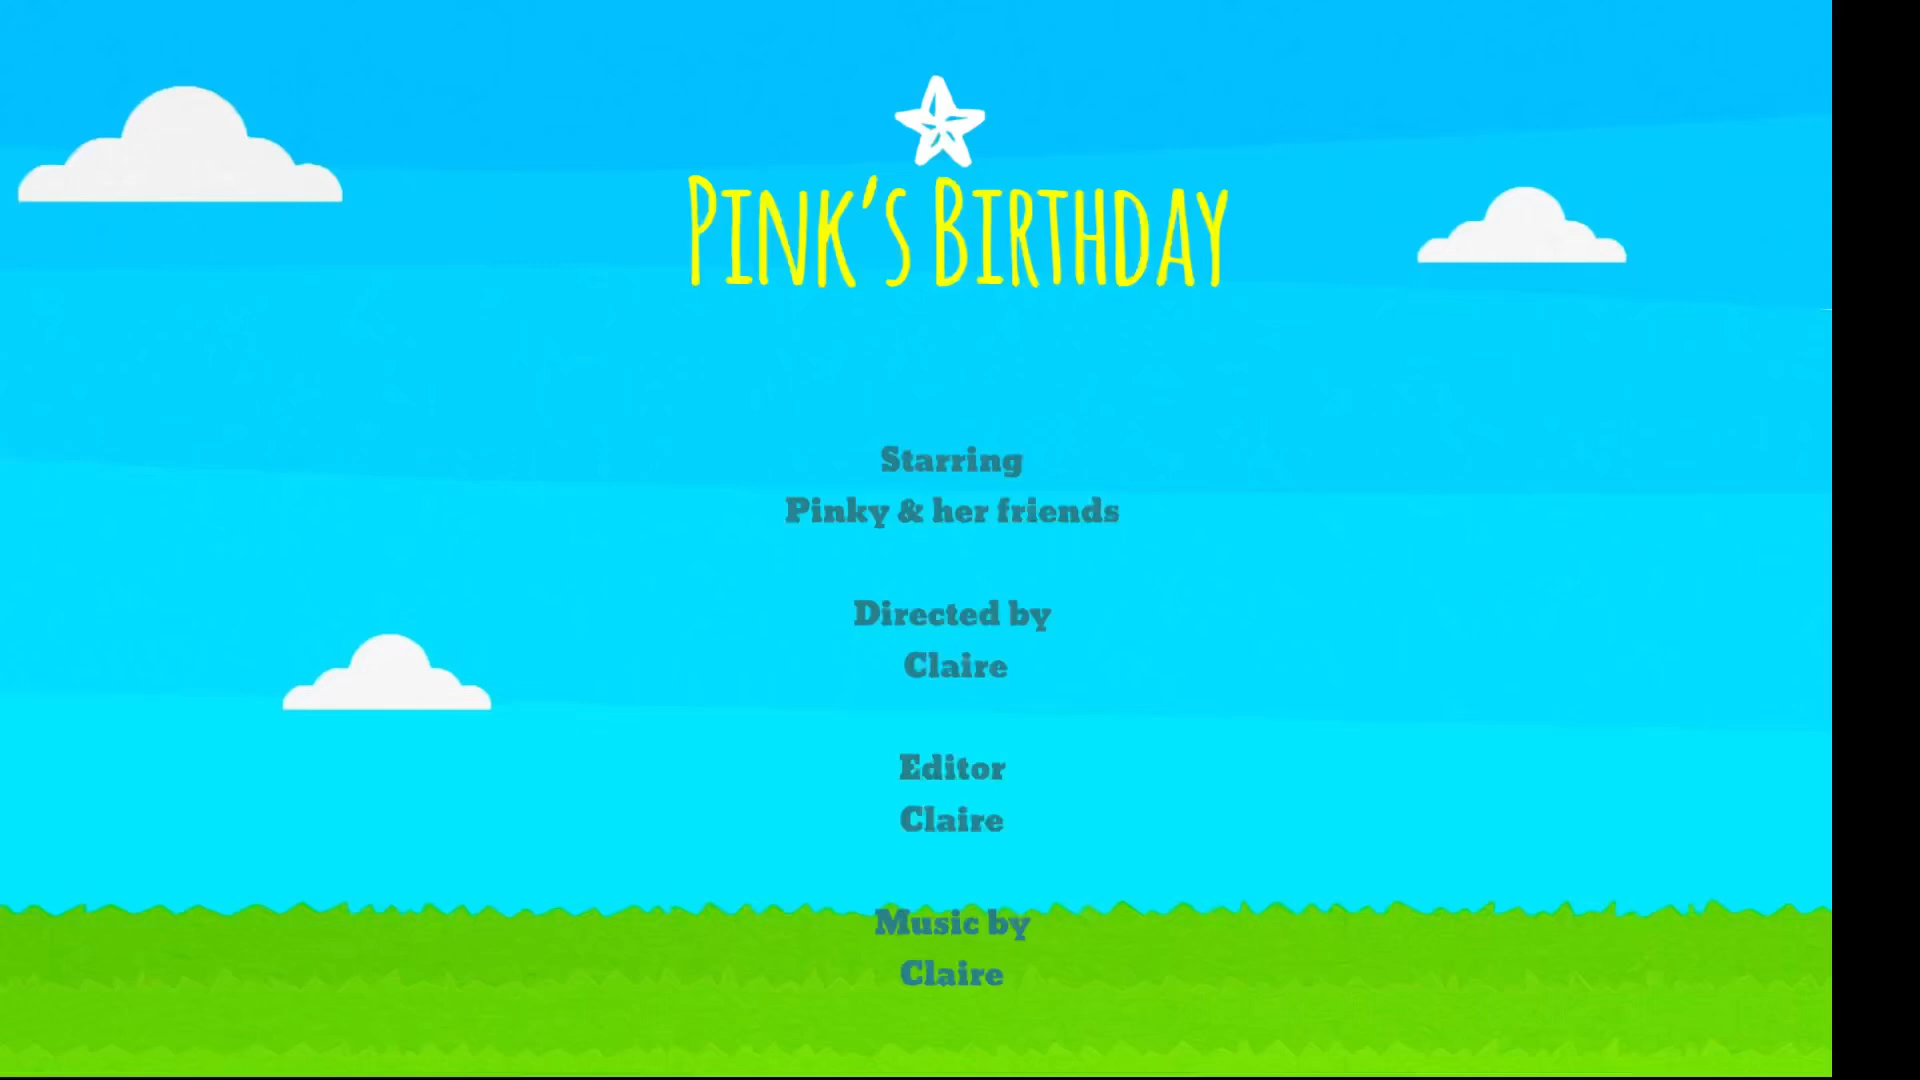 Pink's Birthday
Starring
Pinky & her friends
Directed by
Claire
Editor
Claire
Music by
Claire